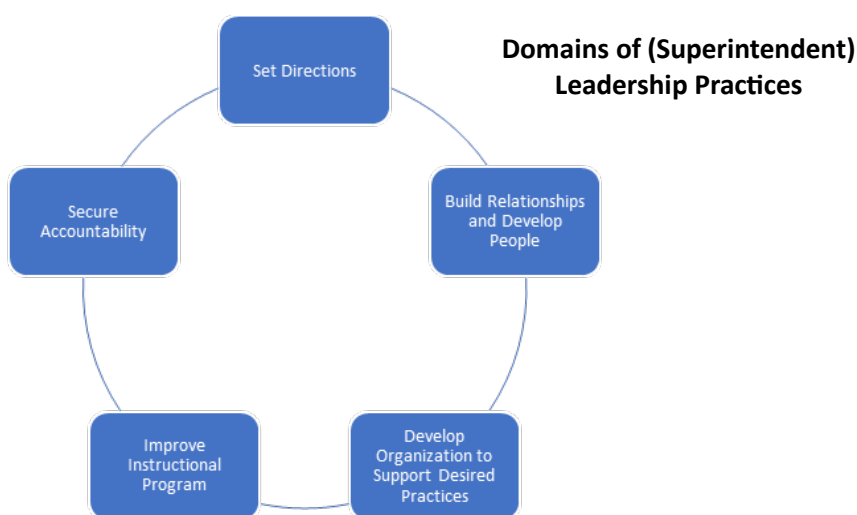 Domains of (Superintendent)
Leadership Practices
Set Directions
Build Relationships
and Develop
People
Develop
Organization to
Support Desired
Practices
Improve
Instructional
Program
Secure
Accountability